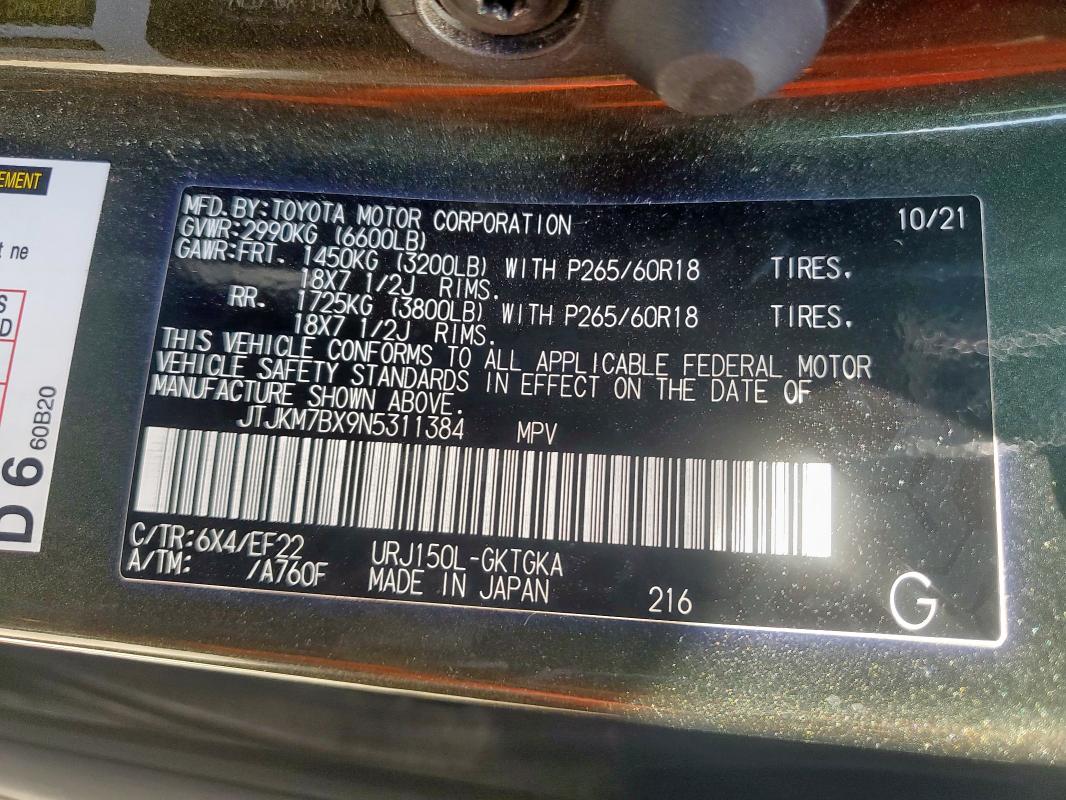 EMENT
t ne
S
D
D 6 60B20
MFD. BY:TOYOTA MOTOR CORPORATION 10/21
GVWR:2990KG (6600LB)
GAWR:FRT. 1450KG (3200LB) WITH P265/60R18 TIRES.
18X7 1/2J RIMS.
RR. 1725KG (3800LB) WITH P265/60R18 TIRES.
18X7 1/2J RIMS.
THIS VEHICLE CONFORMS TO ALL APPLICABLE FEDERAL MOTOR
VEHICLE SAFETY STANDARDS IN EFFECT ON THE DATE OF
MANUFACTURE SHOWN ABOVE.
JTJKM7BX9N5311384 MPV
C/TR:6X4/EF22 URJ150L-GKTGKA
A/TM: /A760F MADE IN JAPAN 216 G